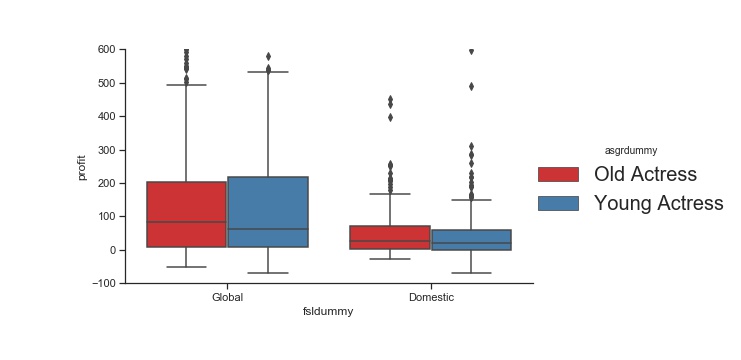 600
500
400
300
200
100
0
−100
profit
Global
Domestic
fsldummy
asgrdummy
Old Actress
Young Actress